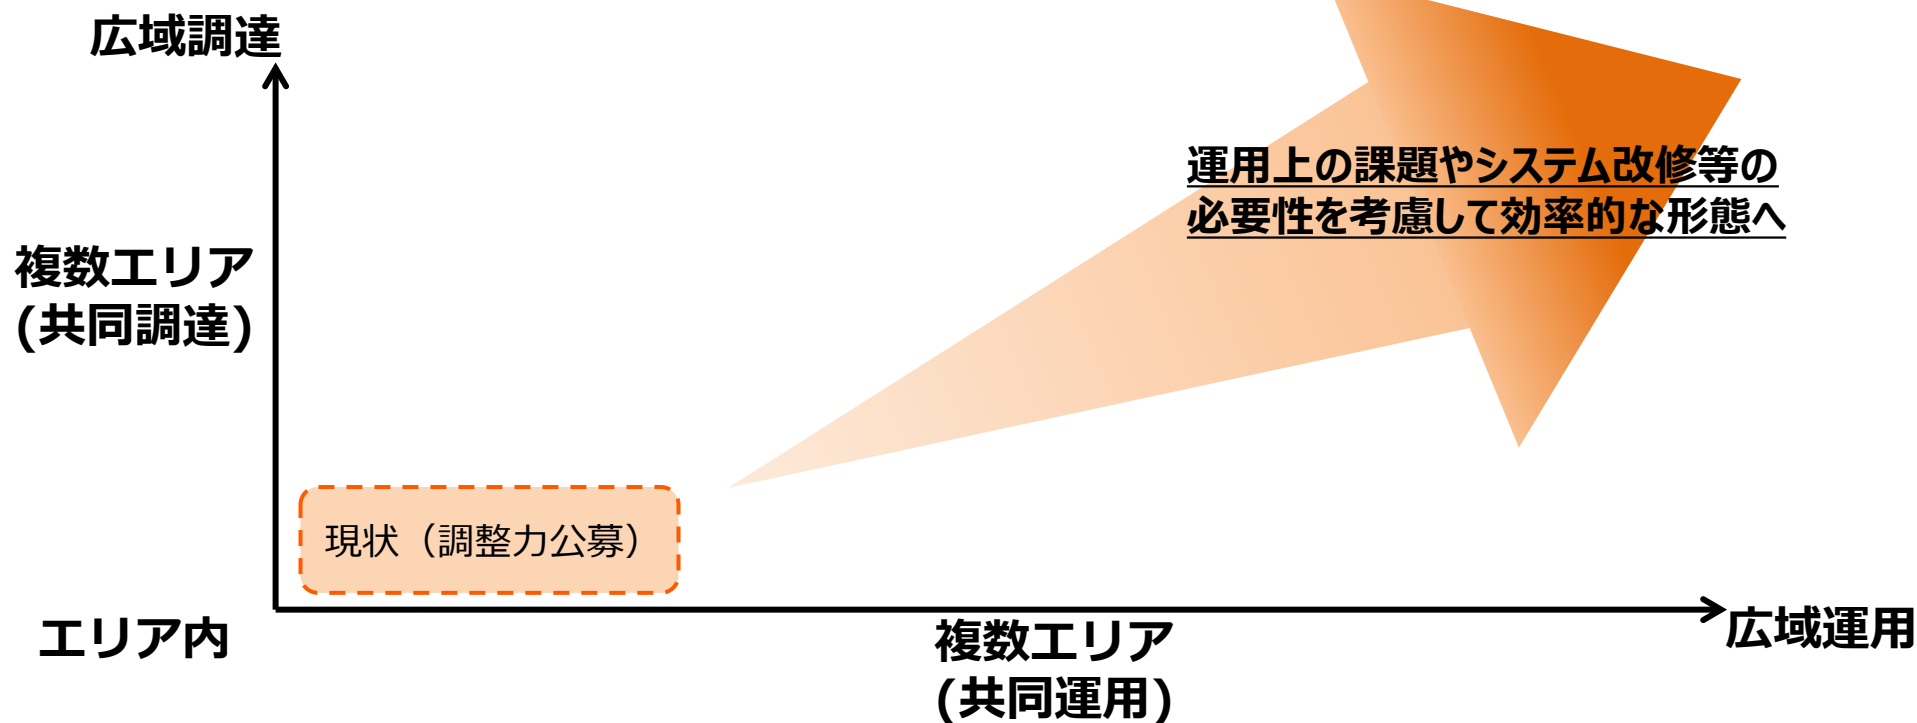 広域調達
運用上の課題やシステム改修等の
必要性を考慮して効率的な形態へ
複数エリア
(共同調達)
現状（調整力公募）
エリア内
複数エリア
(共同運用)
広域運用